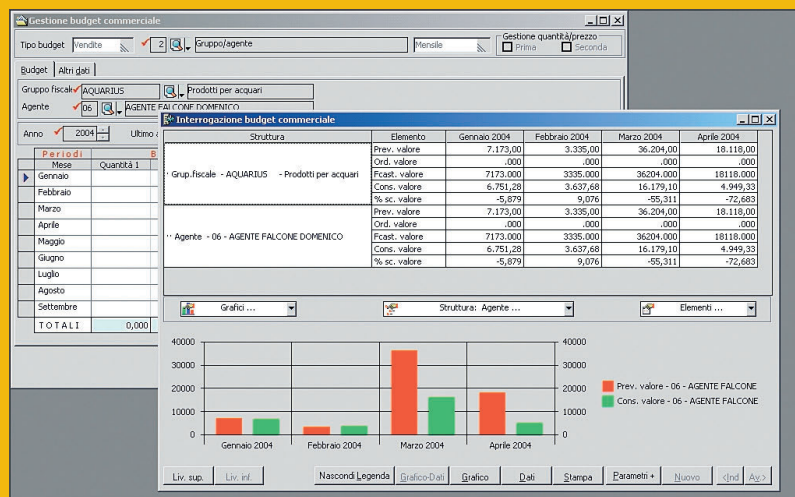 Gestione budget commerciale
Gestione quantità/prezzo
Tipo budget Vendite 2 Gruppo/agente Mensile Prima Seconda
Budget Altri dati
Gruppo fiscale AQUARIUS Prodotti per acquari
Agente 06 AGENTE FALCONE DOMENICO
Anno 2004 Ultimo
Periodi B
Mese Quantità 1
Gennaio
Febbraio
Marzo
Aprile
Maggio
Giugno
Luglio
Agosto
Settembre
TOTALI 0,000
Interrogazione budget commerciale
Struttura Elemento Gennaio 2004 Febbraio 2004 Marzo 2004 Aprile 2004
Prev. valore 7.173,00 3.335,00 36.204,00 18.118,00
Ord. valore .000 .000 .000 .000
· Grup.fiscale - AQUARIUS - Prodotti per acquari Fcast. valore 7173.000 3335.000 36204.000 18118.000
Cons. valore 6.751,28 3.637,68 16.179,10 4.949,33
% sc. valore -5,879 9,076 -55,311 -72,683
Prev. valore 7.173,00 3.335,00 36.204,00 18.118,00
Ord. valore .000 .000 .000 .000
·· Agente - 06 - AGENTE FALCONE DOMENICO Fcast. valore 7173.000 3335.000 36204.000 18118.000
Cons. valore 6.751,28 3.637,68 16.179,10 4.949,33
% sc. valore -5,879 9,076 -55,311 -72,683
Grafici ... Struttura: Agente ... Elementi ...
40000 40000
30000 30000
20000 20000
10000 10000
0 0
Gennaio 2004 Febbraio 2004 Marzo 2004 Aprile 2004
Prev. valore - 06 - AGENTE FALCONE
Cons. valore - 06 - AGENTE FALCONE
Liv. sup. Liv. inf. Nascondi Legenda Grafico-Dati Grafico Dati Stampa Parametri + Nuovo <Ind Av.>